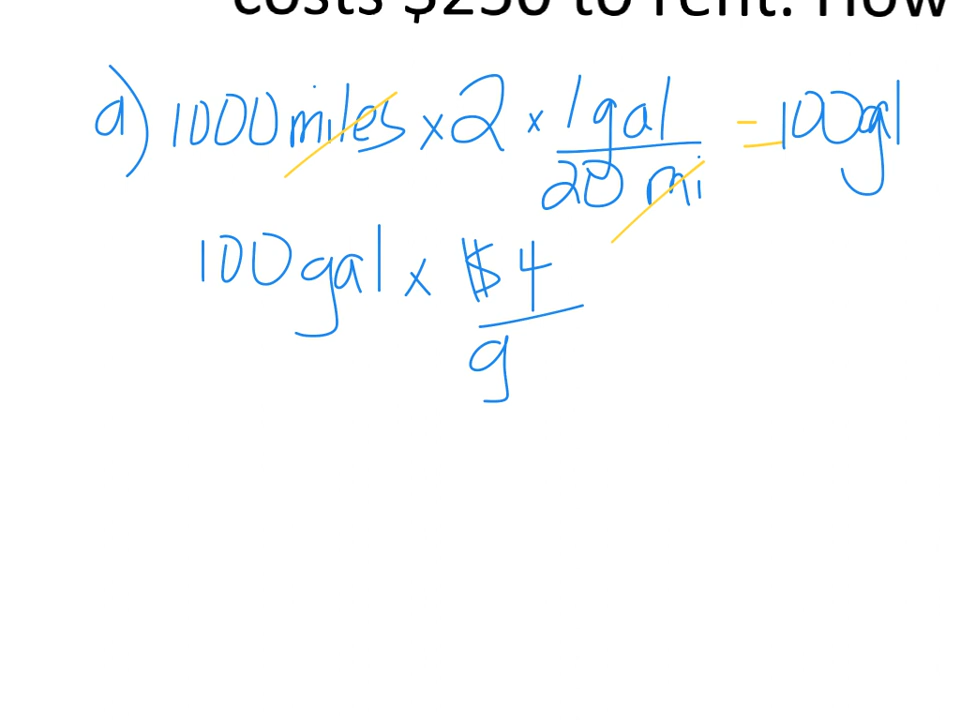 costs $250 to rent. How
a) 1000 miles x 2 x 1 gal / 20 mi = 100 gal
100 gal x $4 / g